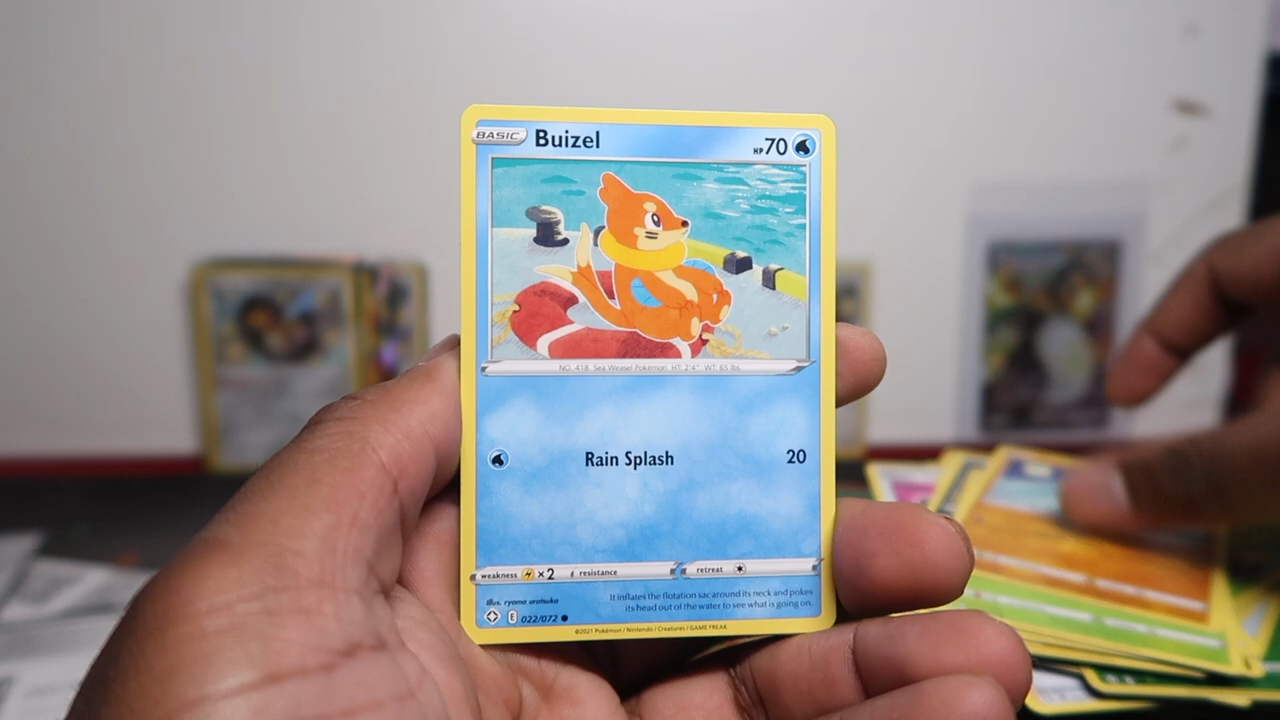 BASIC Buizel HP 70
NO. 418 Sea Weasel Pokémon HT: 2'4" WT: 65 lbs.
Rain Splash 20
weakness ×2 resistance retreat
Illus. ryoma uratsuka
It inflates the flotation sac around its neck and pokes
its head out of the water to see what is going on.
E 022/072
©2021 Pokémon / Nintendo / Creatures / GAME FREAK